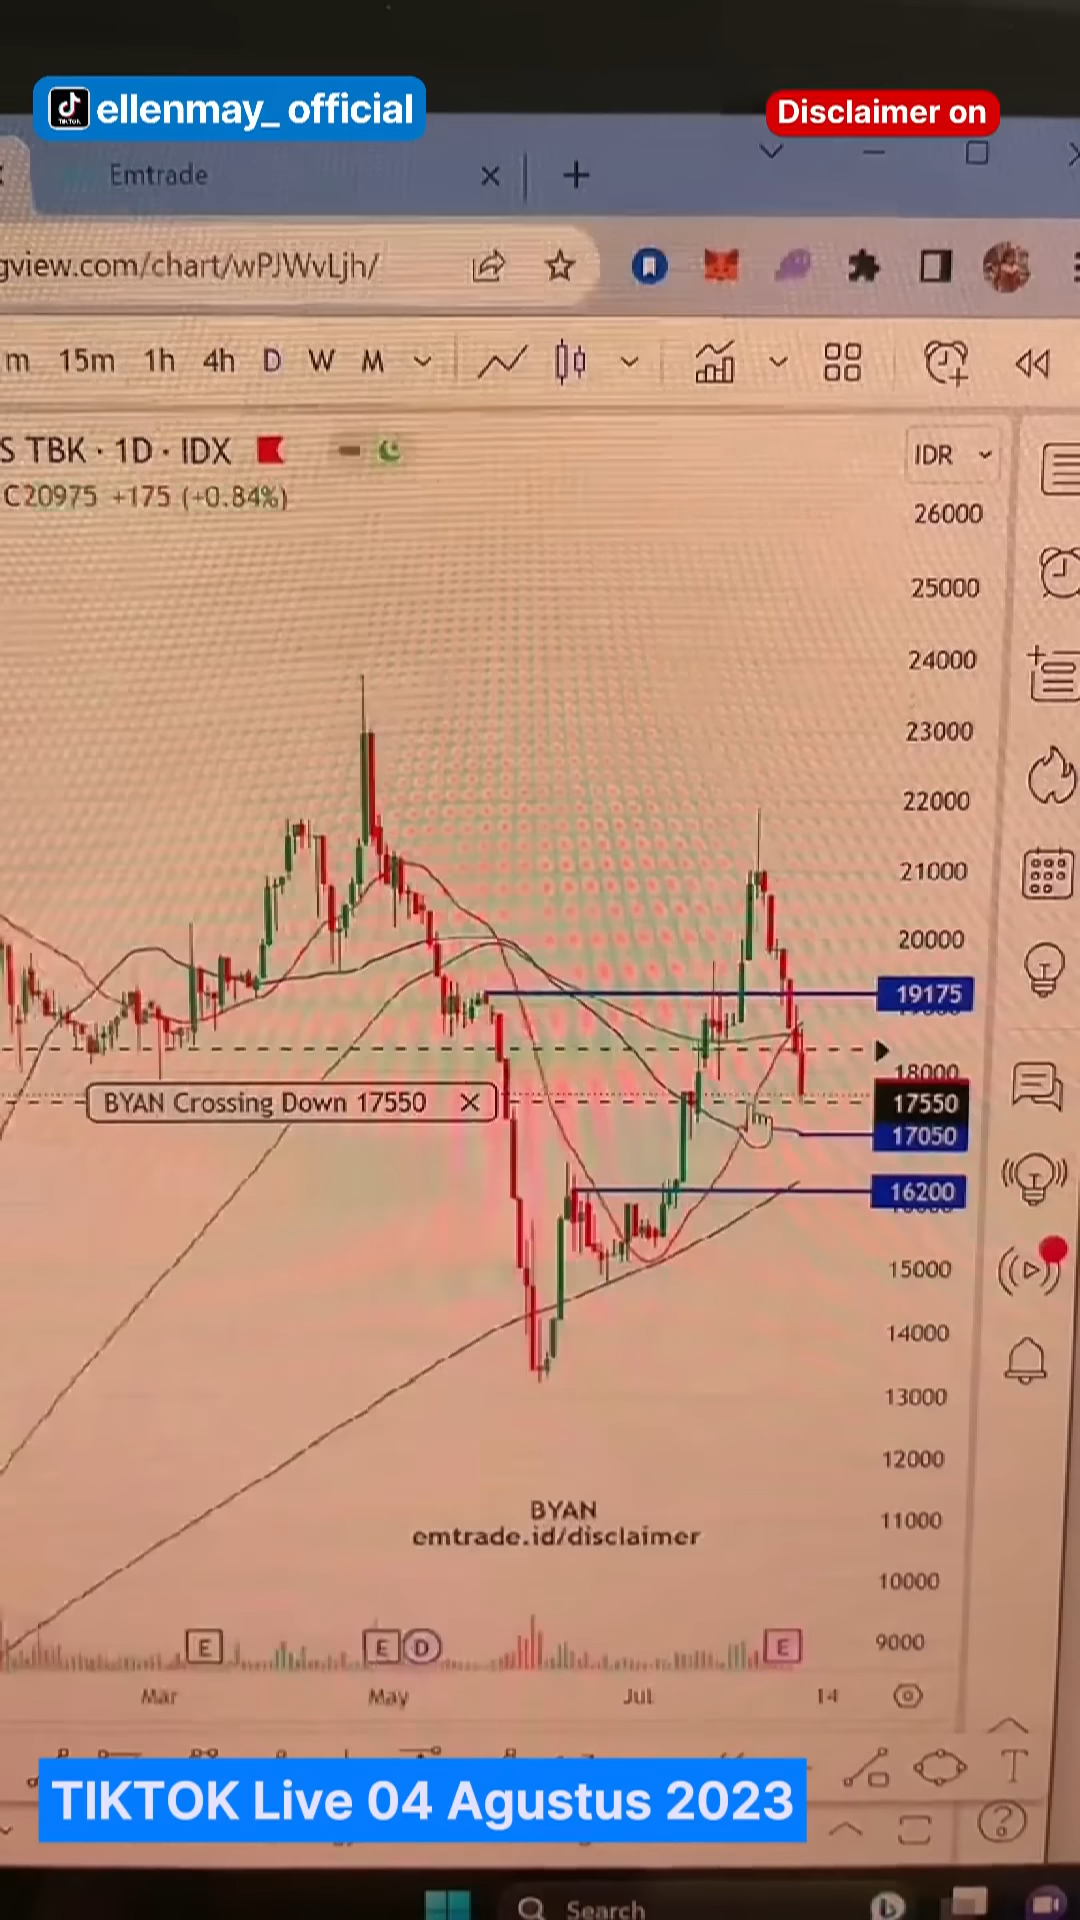 ellenmay_ official
Disclaimer on
Emtrade
gview.com/chart/wPJWvLjh/
m 15m 1h 4h D W M
S TBK · 1D · IDX
IDR
C20975 +175 (+0.84%)
26000
25000
24000
23000
22000
21000
20000
19175
18000
BYAN Crossing Down 17550
17550
17050
16200
15000
14000
13000
12000
BYAN
emtrade.id/disclaimer
11000
10000
9000
E E D E
Mar May Jul 14
T
TIKTOK Live 04 Agustus 2023
Search